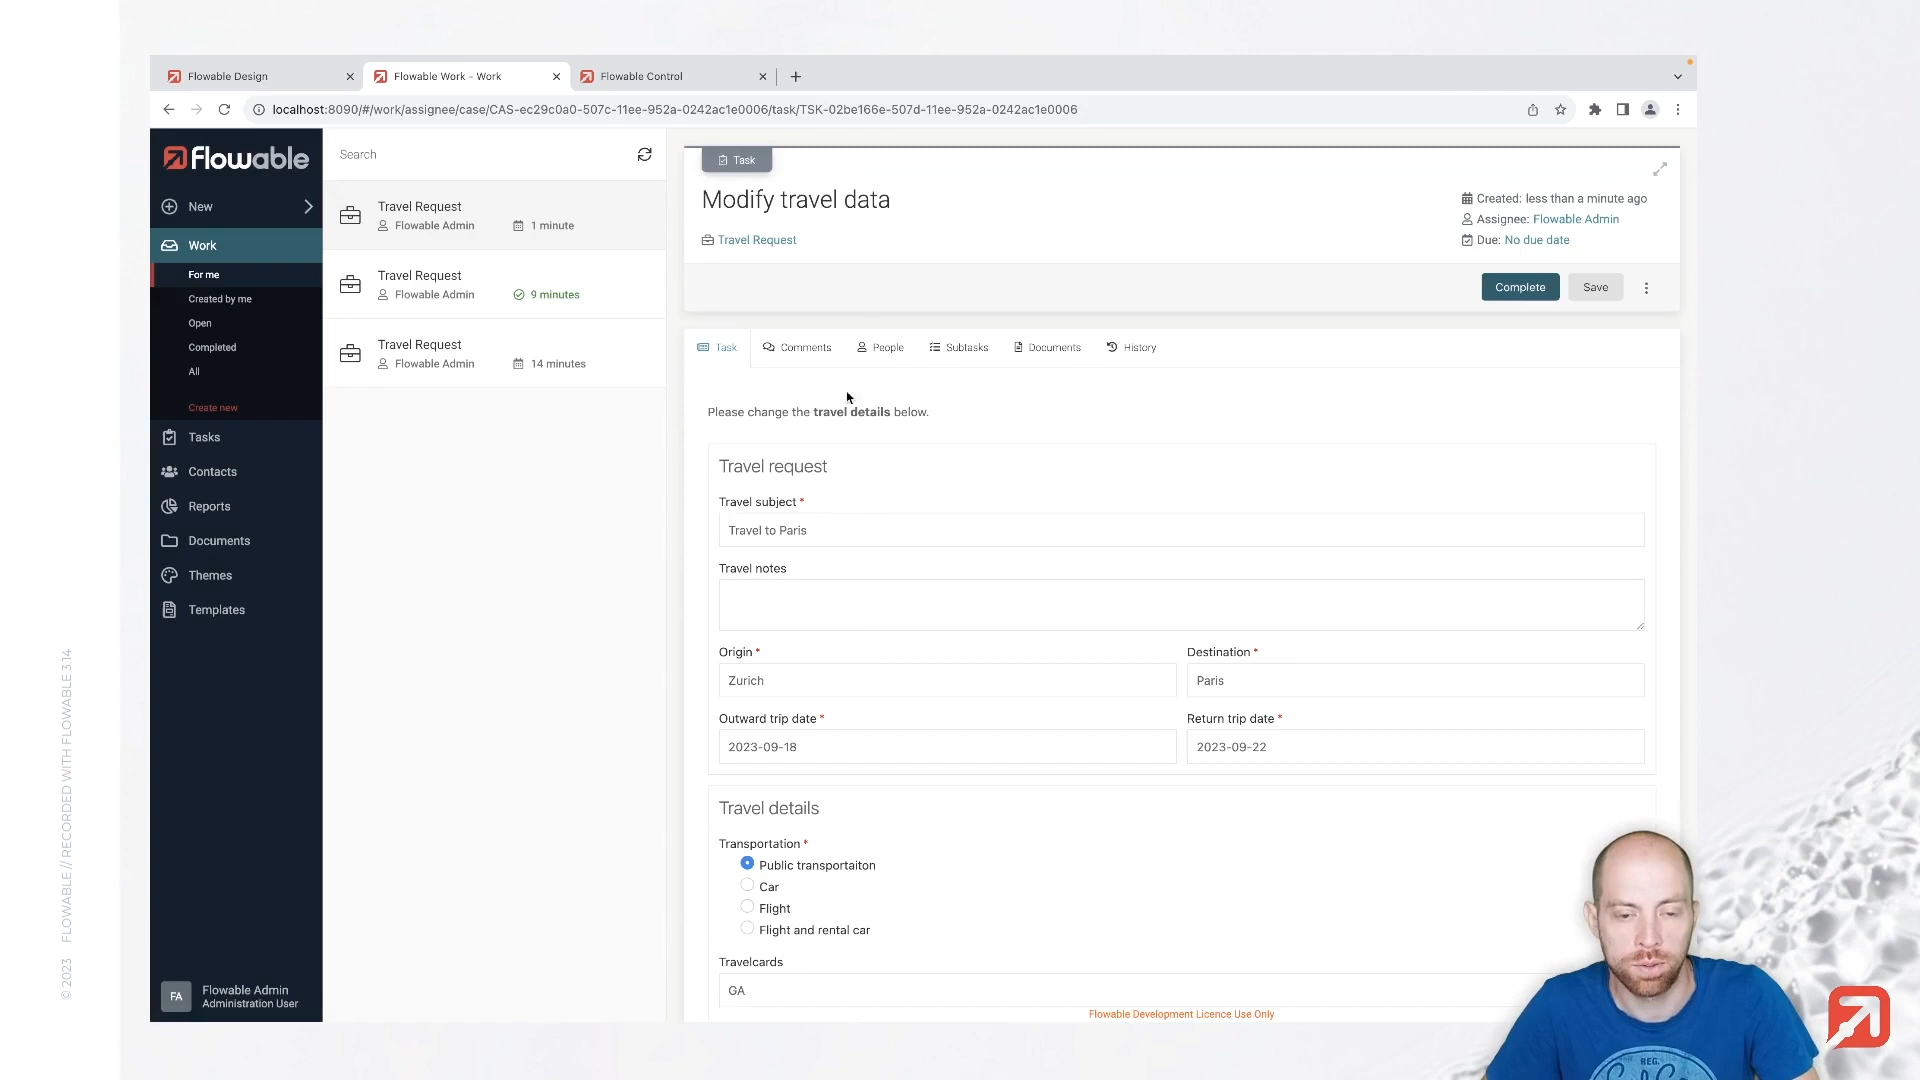 Flowable Design
Flowable Work - Work
Flowable Control
localhost:8090/#/work/assignee/case/CAS-ec29c0a0-507c-11ee-952a-0242ac1e0006/task/TSK-02be166e-507d-11ee-952a-0242ac1e0006
flowable
New
Work
For me
Created by me
Open
Completed
All
Create new
Tasks
Contacts
Reports
Documents
Themes
Templates
FA
Flowable Admin
Administration User
Search
Travel Request
Flowable Admin
1 minute
Travel Request
Flowable Admin
9 minutes
Travel Request
Flowable Admin
14 minutes
Task
Modify travel data
Travel Request
Created: less than a minute ago
Assignee: Flowable Admin
Due: No due date
Complete
Save
Task
Comments
People
Subtasks
Documents
History
Please change the travel details below.
Travel request
Travel subject *
Travel to Paris
Travel notes
Origin *
Zurich
Destination *
Paris
Outward trip date *
2023-09-18
Return trip date *
2023-09-22
Travel details
Transportation *
Public transportaiton
Car
Flight
Flight and rental car
Travelcards
GA
Flowable Development Licence Use Only
© 2023 FLOWABLE // RECORDED WITH FLOWABLE 3.14
REG.